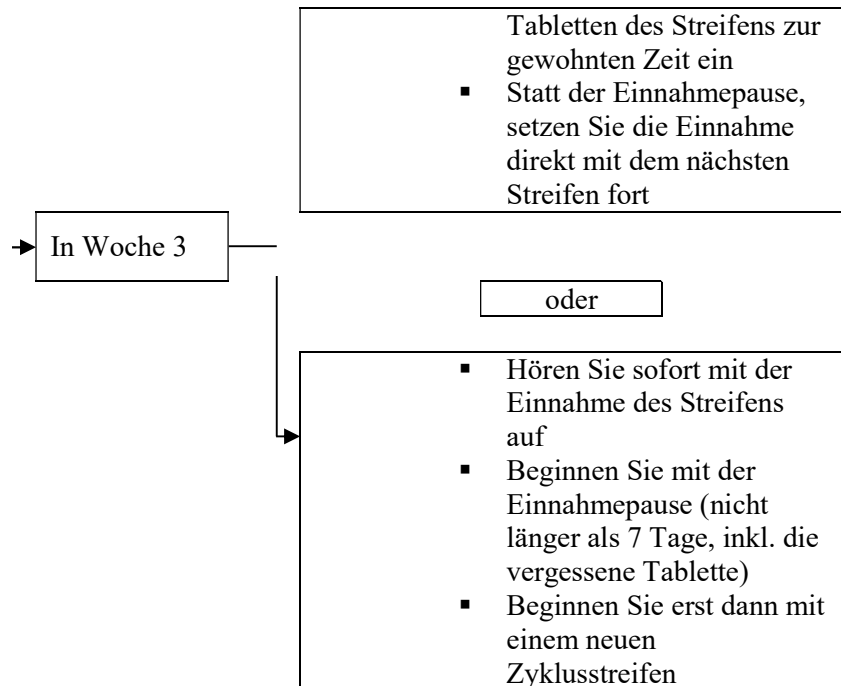 Tabletten des Streifens zur
gewohnten Zeit ein
▪ Statt der Einnahmepause,
setzen Sie die Einnahme
direkt mit dem nächsten
Streifen fort
In Woche 3
oder
▪ Hören Sie sofort mit der
Einnahme des Streifens
auf
▪ Beginnen Sie mit der
Einnahmepause (nicht
länger als 7 Tage, inkl. die
vergessene Tablette)
▪ Beginnen Sie erst dann mit
einem neuen
Zyklusstreifen